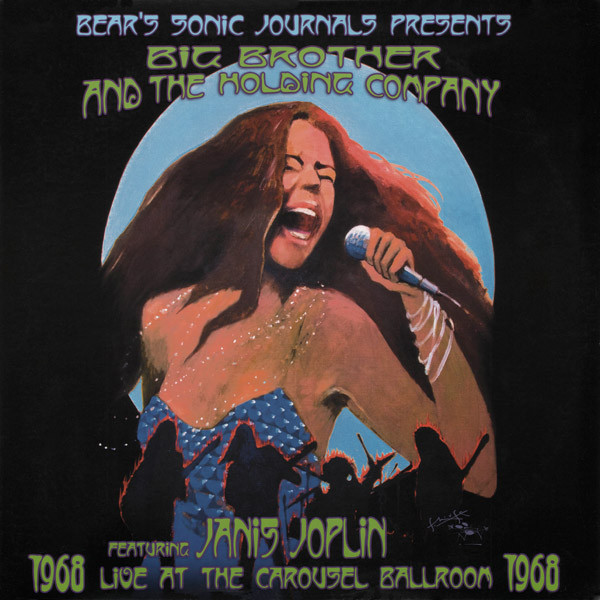 BEAR'S SONIC JOURNALS PRESENTS
BIG BROTHER
AND THE HOLDING COMPANY
FEATURING JANIS JOPLIN
1968 LIVE AT THE CAROUSEL BALLROOM 1968